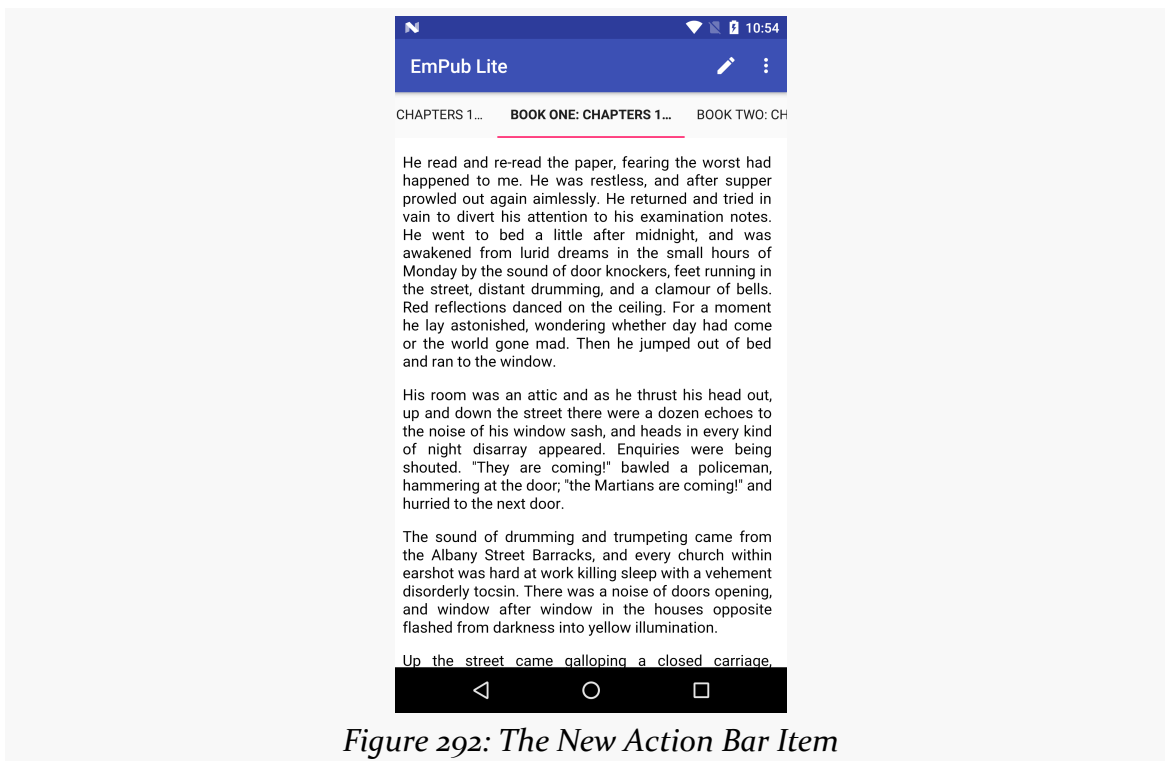 10:54
EmPub Lite
CHAPTERS 1…
BOOK ONE: CHAPTERS 1…
BOOK TWO: CH
He read and re-read the paper, fearing the worst had
happened to me. He was restless, and after supper
prowled out again aimlessly. He returned and tried in
vain to divert his attention to his examination notes.
He went to bed a little after midnight, and was
awakened from lurid dreams in the small hours of
Monday by the sound of door knockers, feet running in
the street, distant drumming, and a clamour of bells.
Red reflections danced on the ceiling. For a moment
he lay astonished, wondering whether day had come
or the world gone mad. Then he jumped out of bed
and ran to the window.
His room was an attic and as he thrust his head out,
up and down the street there were a dozen echoes to
the noise of his window sash, and heads in every kind
of night disarray appeared. Enquiries were being
shouted. "They are coming!" bawled a policeman,
hammering at the door; "the Martians are coming!" and
hurried to the next door.
The sound of drumming and trumpeting came from
the Albany Street Barracks, and every church within
earshot was hard at work killing sleep with a vehement
disorderly tocsin. There was a noise of doors opening,
and window after window in the houses opposite
flashed from darkness into yellow illumination.
Up the street came galloping a closed carriage,
Figure 292: The New Action Bar Item